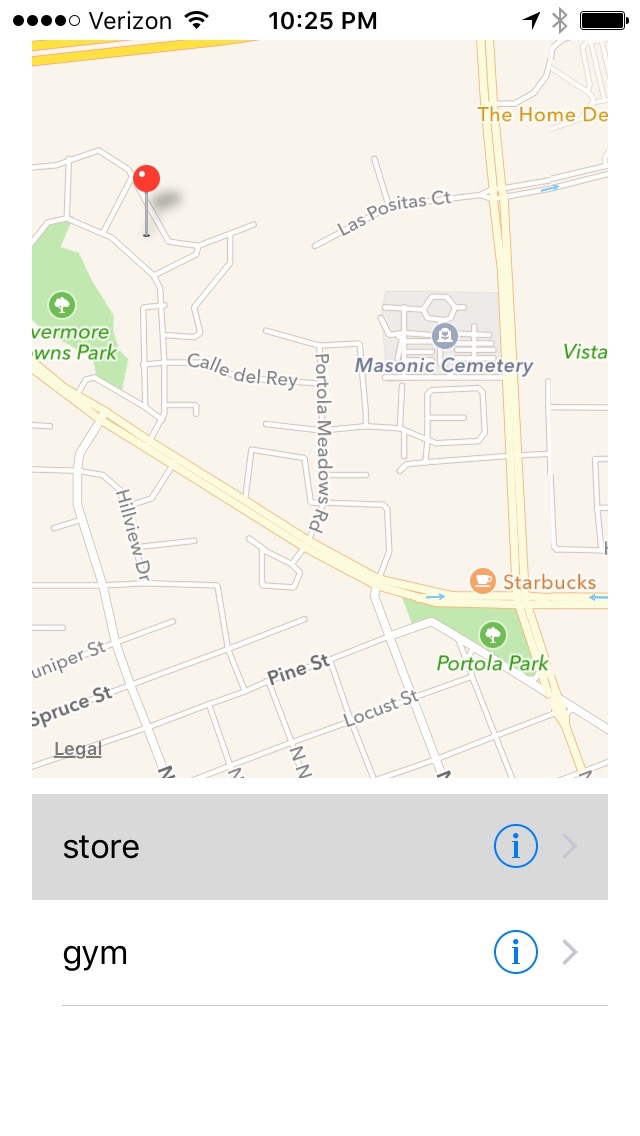 Verizon 10:25 PM
The Home De
Las Positas Ct
vermore
owns Park
Masonic Cemetery
Vista
Calle del Rey
Portola Meadows Rd
Hillview Dr
Starbucks
Portola Park
uniper St
Pine St
Spruce St
Locust St
Legal
N
N
N N
store
gym